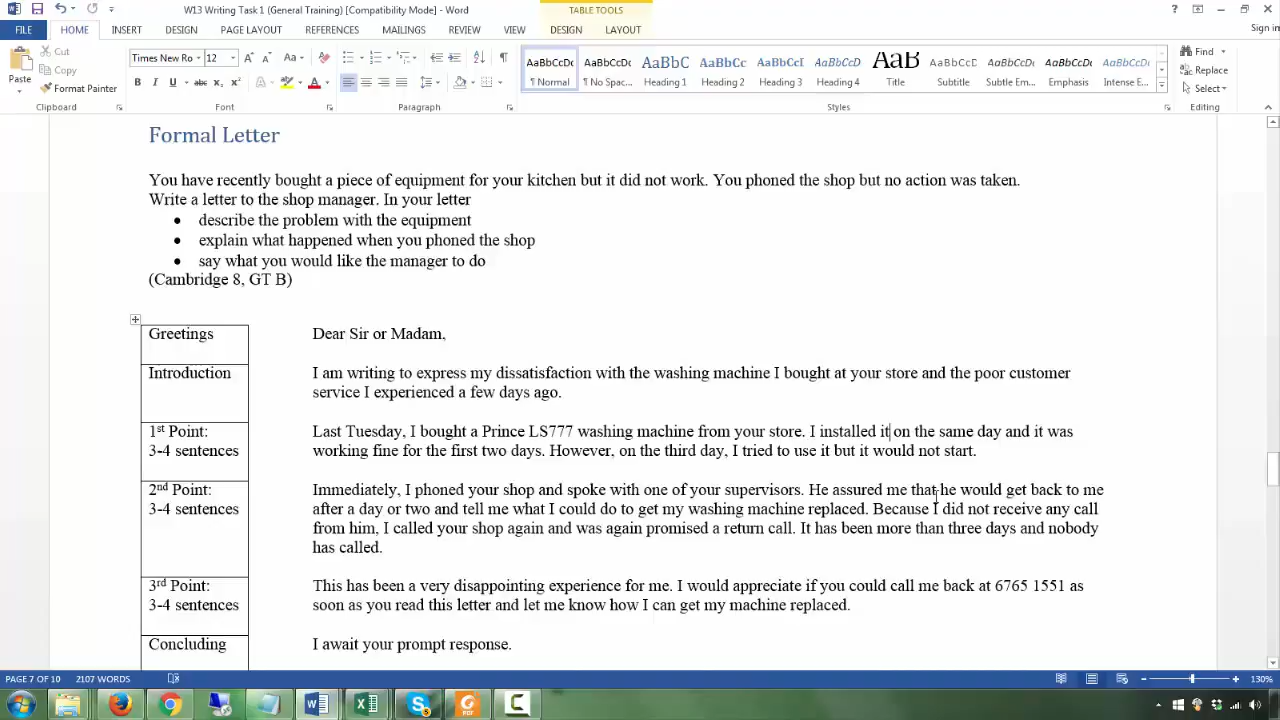 W13 Writing Task1 (General Training) [Compatibility Mode] - Word
TABLE TOOLS
FILE HOME INSERT DESIGN PAGE LAYOUT REFERENCES MAILINGS REVIEW VIEW DESIGN LAYOUT
Sign in
Paste
Cut
Copy
Format Painter
Times New Ro 12
AaBbCcDc AaBbCcDc AaBbC AaBbCc AaBbCcI AaBbCcD AaB AaBbCcD AaBbCcDc AaBbCcDc AaBbCcDc
¶ Normal ¶ No Spac... Heading 1 Heading 2 Heading 3 Heading 4 Title Subtitle Subtle Em... Emphasis Intense E...
Find
Replace
Select
Clipboard Font Paragraph Styles Editing
Formal Letter
You have recently bought a piece of equipment for your kitchen but it did not work. You phoned the shop but no action was taken.
Write a letter to the shop manager. In your letter
• describe the problem with the equipment
• explain what happened when you phoned the shop
• say what you would like the manager to do
(Cambridge 8, GT B)
Greetings Dear Sir or Madam,
Introduction I am writing to express my dissatisfaction with the washing machine I bought at your store and the poor customer
service I experienced a few days ago.
1st Point: Last Tuesday, I bought a Prince LS777 washing machine from your store. I installed it on the same day and it was
3-4 sentences working fine for the first two days. However, on the third day, I tried to use it but it would not start.
2nd Point: Immediately, I phoned your shop and spoke with one of your supervisors. He assured me that he would get back to me
3-4 sentences after a day or two and tell me what I could do to get my washing machine replaced. Because I did not receive any call
from him, I called your shop again and was again promised a return call. It has been more than three days and nobody
has called.
3rd Point: This has been a very disappointing experience for me. I would appreciate if you could call me back at 6765 1551 as
3-4 sentences soon as you read this letter and let me know how I can get my machine replaced.
Concluding I await your prompt response.
PAGE 7 OF 10 2107 WORDS 130%